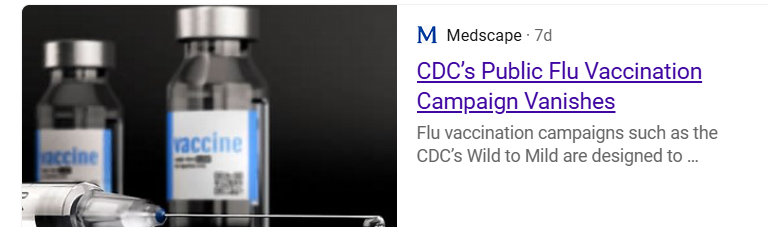 vaccine
vaccine
M Medscape · 7d
CDC’s Public Flu Vaccination
Campaign Vanishes
Flu vaccination campaigns such as the
CDC’s Wild to Mild are designed to ...